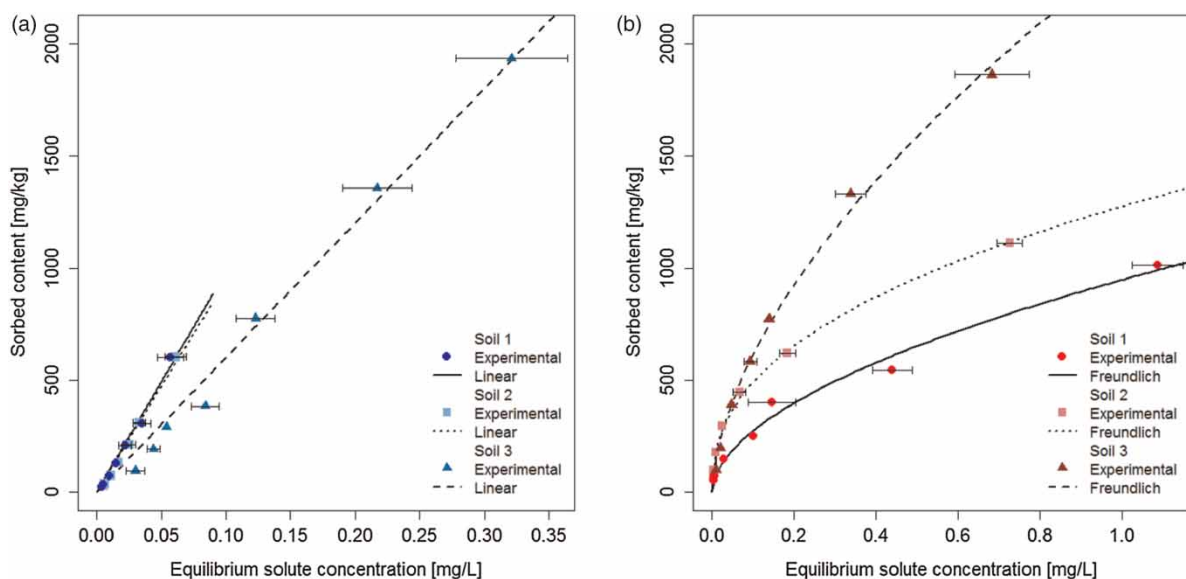 (a)
Sorbed content [mg/kg]
2000
1500
1000
500
0
0.00 0.05 0.10 0.15 0.20 0.25 0.30 0.35
Equilibrium solute concentration [mg/L]
Soil 1
Experimental
Linear
Soil 2
Experimental
Linear
Soil 3
Experimental
Linear
(b)
Sorbed content [mg/kg]
2000
1500
1000
500
0
0.0 0.2 0.4 0.6 0.8 1.0
Equilibrium solute concentration [mg/L]
Soil 1
Experimental
Freundlich
Soil 2
Experimental
Freundlich
Soil 3
Experimental
Freundlich